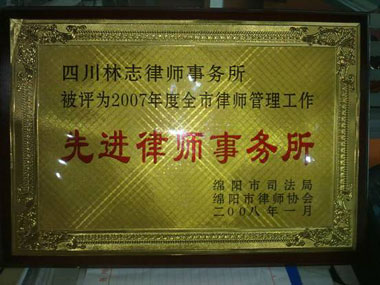 四川林志律师事务所
被评为2007年度全市律师管理工作
先进律师事务所
绵阳市司法局
绵阳市律师协会
二00八年一月